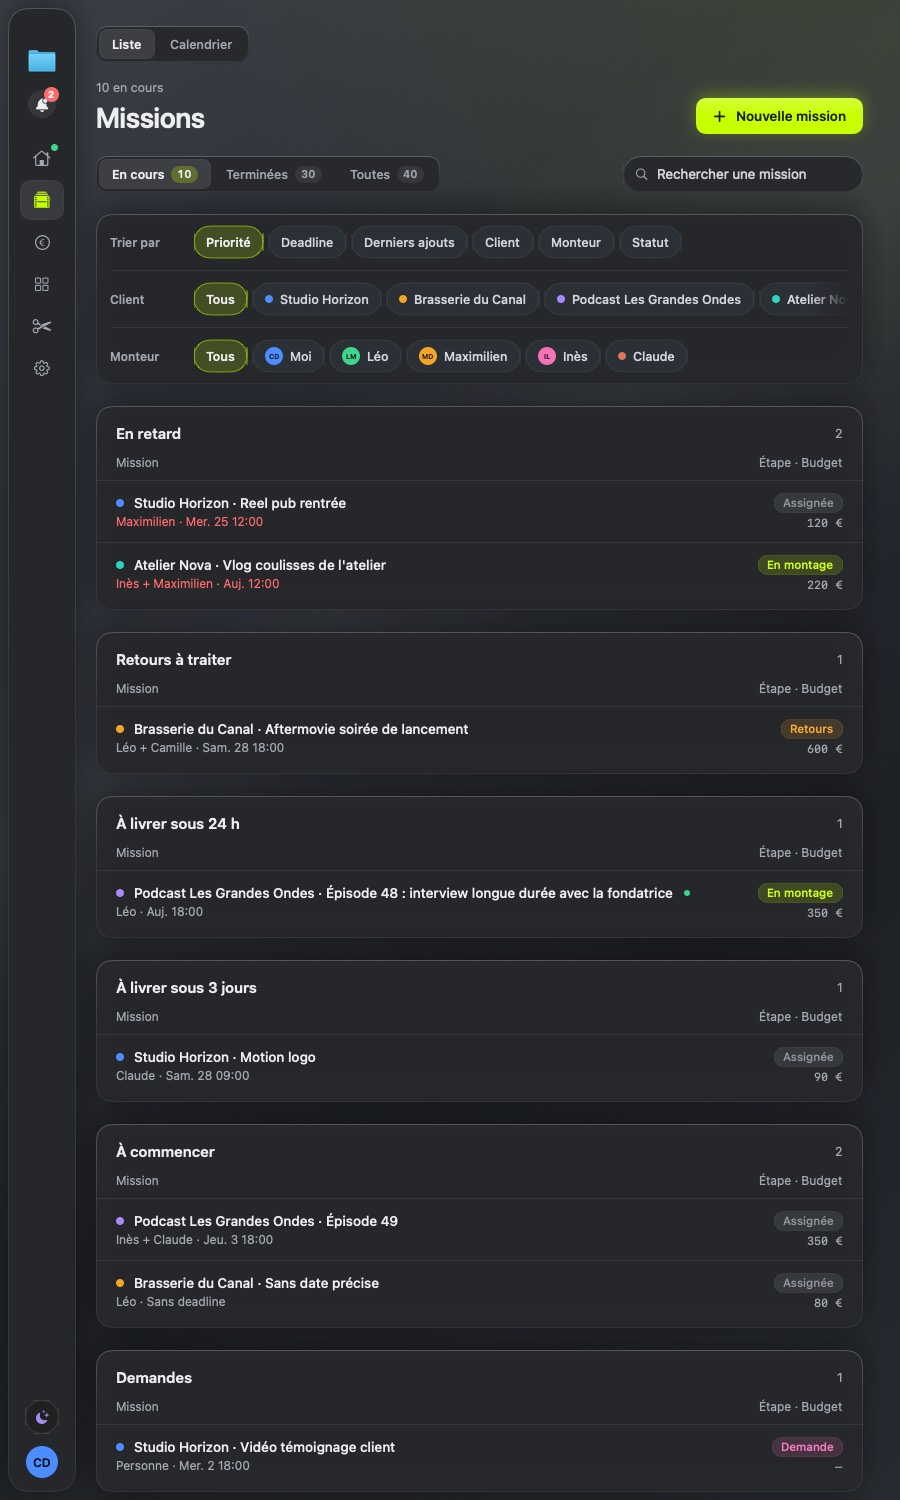 Liste Calendrier
2
10 en cours
Missions
+ Nouvelle mission
En cours 10 Terminées 30 Toutes 40
Rechercher une mission
Trier par Priorité Deadline Derniers ajouts Client Monteur Statut
Client Tous Studio Horizon Brasserie du Canal Podcast Les Grandes Ondes Atelier No
Monteur Tous CD Moi LM Léo MD Maximilien IL Inès Claude
En retard 2
Mission Étape · Budget
Studio Horizon · Reel pub rentrée Assignée
Maximilien · Mer. 25 12:00 120 €
Atelier Nova · Vlog coulisses de l'atelier En montage
Inès + Maximilien · Auj. 12:00 220 €
Retours à traiter 1
Mission Étape · Budget
Brasserie du Canal · Aftermovie soirée de lancement Retours
Léo + Camille · Sam. 28 18:00 600 €
À livrer sous 24 h 1
Mission Étape · Budget
Podcast Les Grandes Ondes · Épisode 48 : interview longue durée avec la fondatrice En montage
Léo · Auj. 18:00 350 €
À livrer sous 3 jours 1
Mission Étape · Budget
Studio Horizon · Motion logo Assignée
Claude · Sam. 28 09:00 90 €
À commencer 2
Mission Étape · Budget
Podcast Les Grandes Ondes · Épisode 49 Assignée
Inès + Claude · Jeu. 3 18:00 350 €
Brasserie du Canal · Sans date précise Assignée
Léo · Sans deadline 80 €
Demandes 1
Mission Étape · Budget
Studio Horizon · Vidéo témoignage client Demande
Personne · Mer. 2 18:00 –
CD